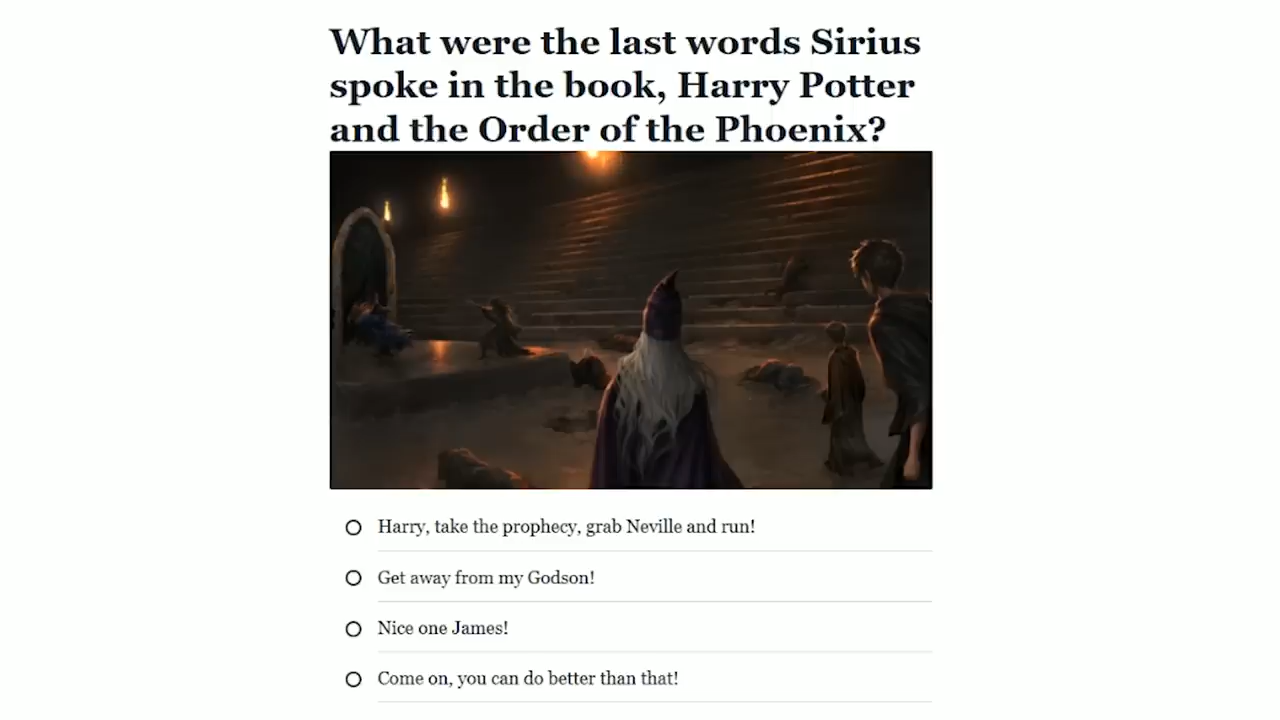 What were the last words Sirius
spoke in the book, Harry Potter
and the Order of the Phoenix?
Harry, take the prophecy, grab Neville and run!
Get away from my Godson!
Nice one James!
Come on, you can do better than that!